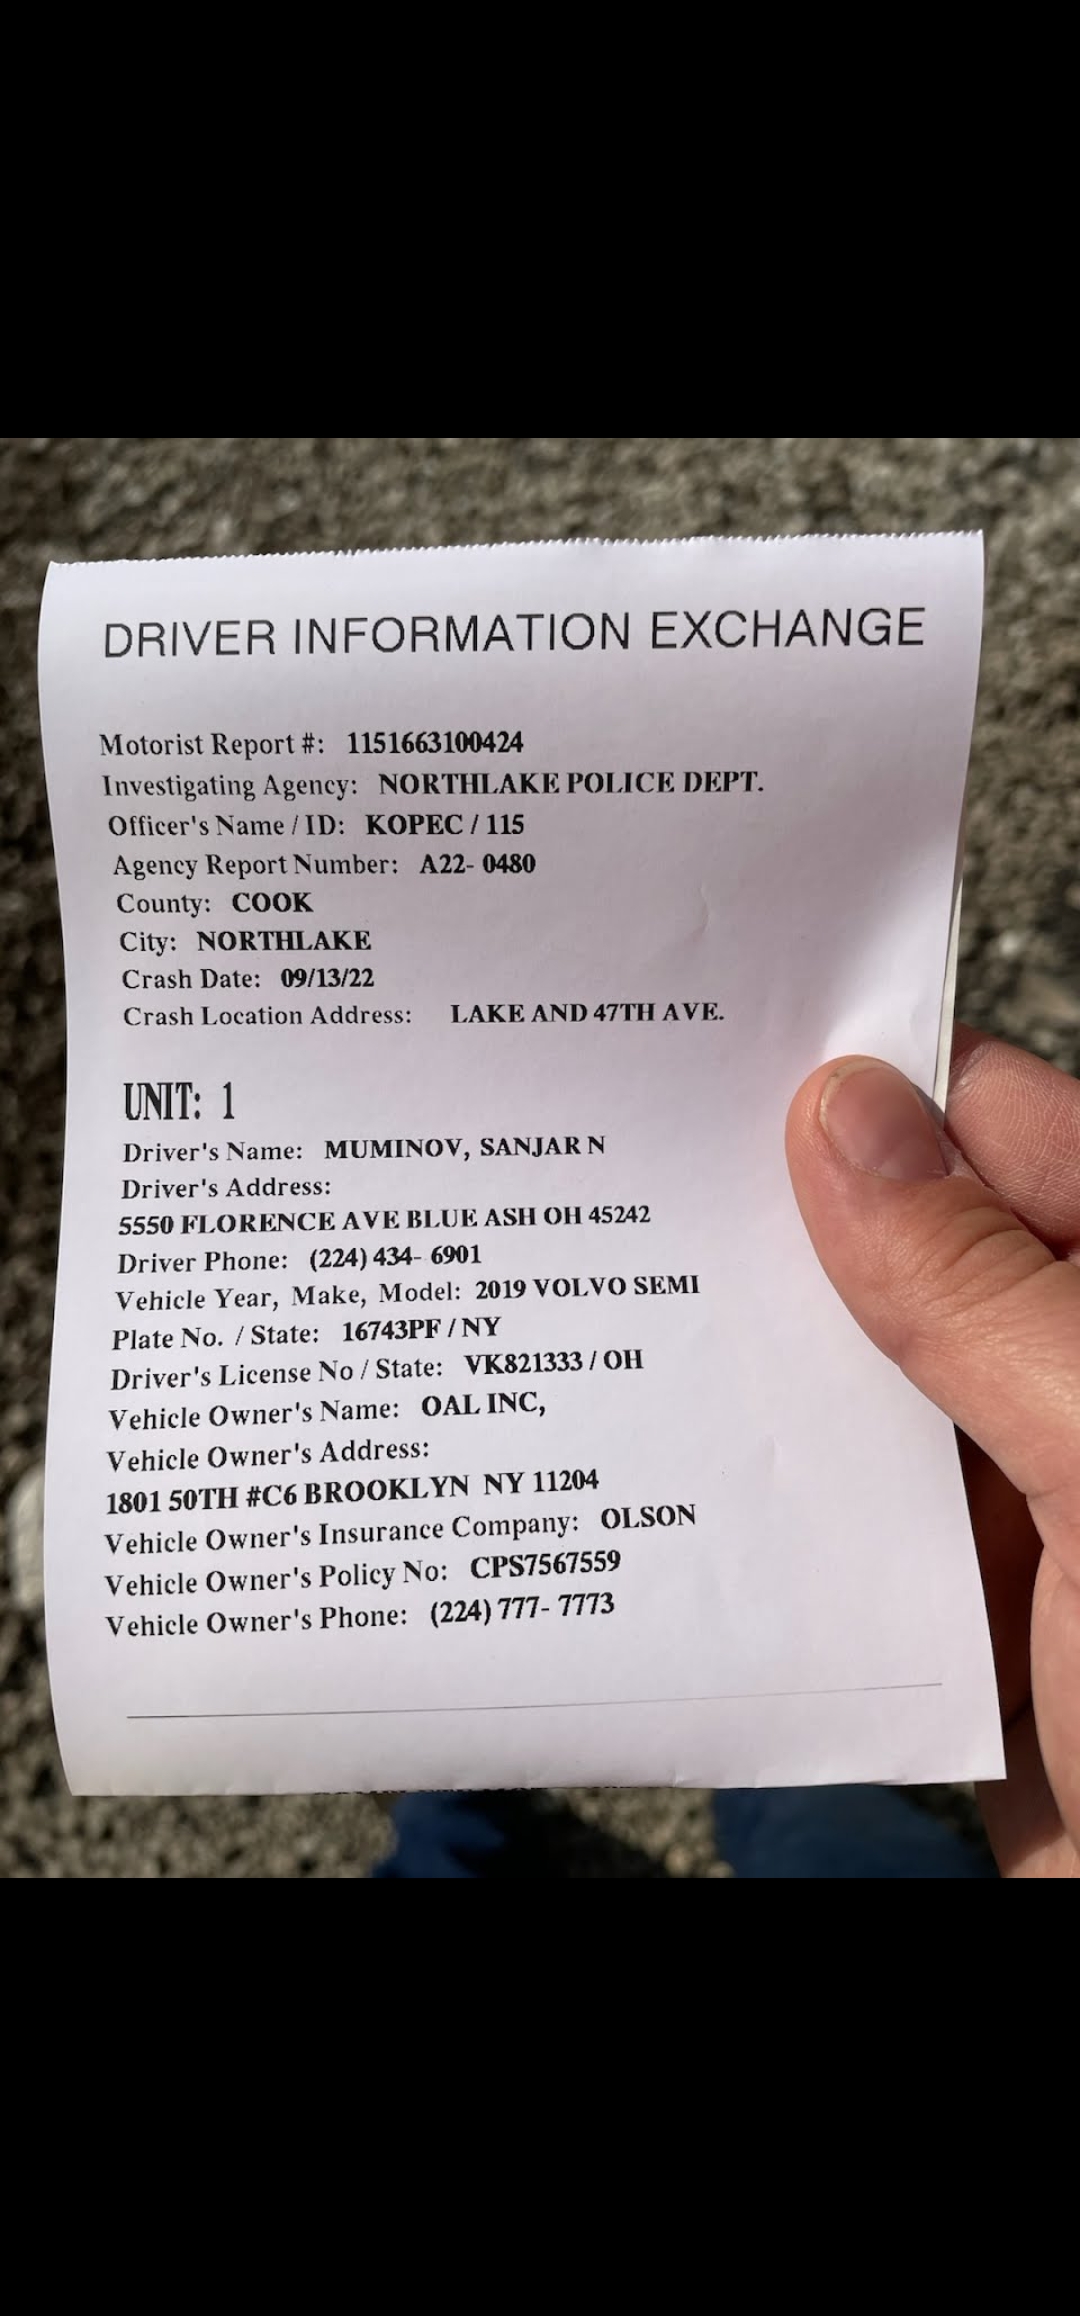 DRIVER INFORMATION EXCHANGE
Motorist Report #: 1151663100424
Investigating Agency: NORTHLAKE POLICE DEPT.
Officer's Name / ID: KOPEC / 115
Agency Report Number: A22- 0480
County: COOK
City: NORTHLAKE
Crash Date: 09/13/22
Crash Location Address: LAKE AND 47TH AVE.
UNIT: 1
Driver's Name: MUMINOV, SANJAR N
Driver's Address:
5550 FLORENCE AVE BLUE ASH OH 45242
Driver Phone: (224) 434- 6901
Vehicle Year, Make, Model: 2019 VOLVO SEMI
Plate No. / State: 16743PF / NY
Driver's License No / State: VK821333 / OH
Vehicle Owner's Name: OAL INC,
Vehicle Owner's Address:
1801 50TH #C6 BROOKLYN NY 11204
Vehicle Owner's Insurance Company: OLSON
Vehicle Owner's Policy No: CPS7567559
Vehicle Owner's Phone: (224) 777- 7773